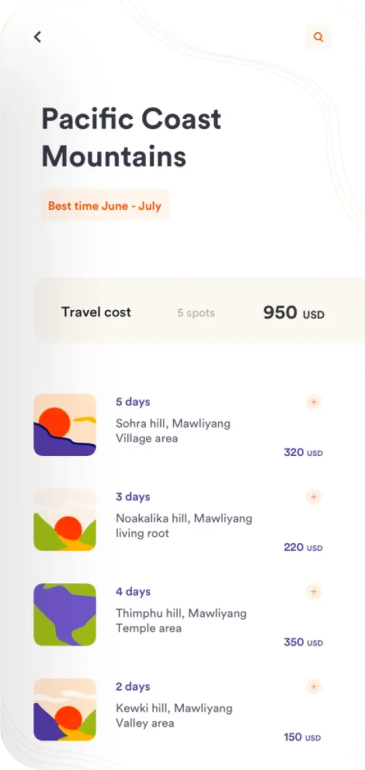 Pacific Coast
Mountains
Best time June - July
Travel cost 5 spots 950 USD
5 days
Sohra hill, Mawliyang
Village area
320 USD
3 days
Noakalika hill, Mawliyang
living root
220 USD
4 days
Thimphu hill, Mawliyang
Temple area
350 USD
2 days
Kewki hill, Mawliyang
Valley area
150 USD